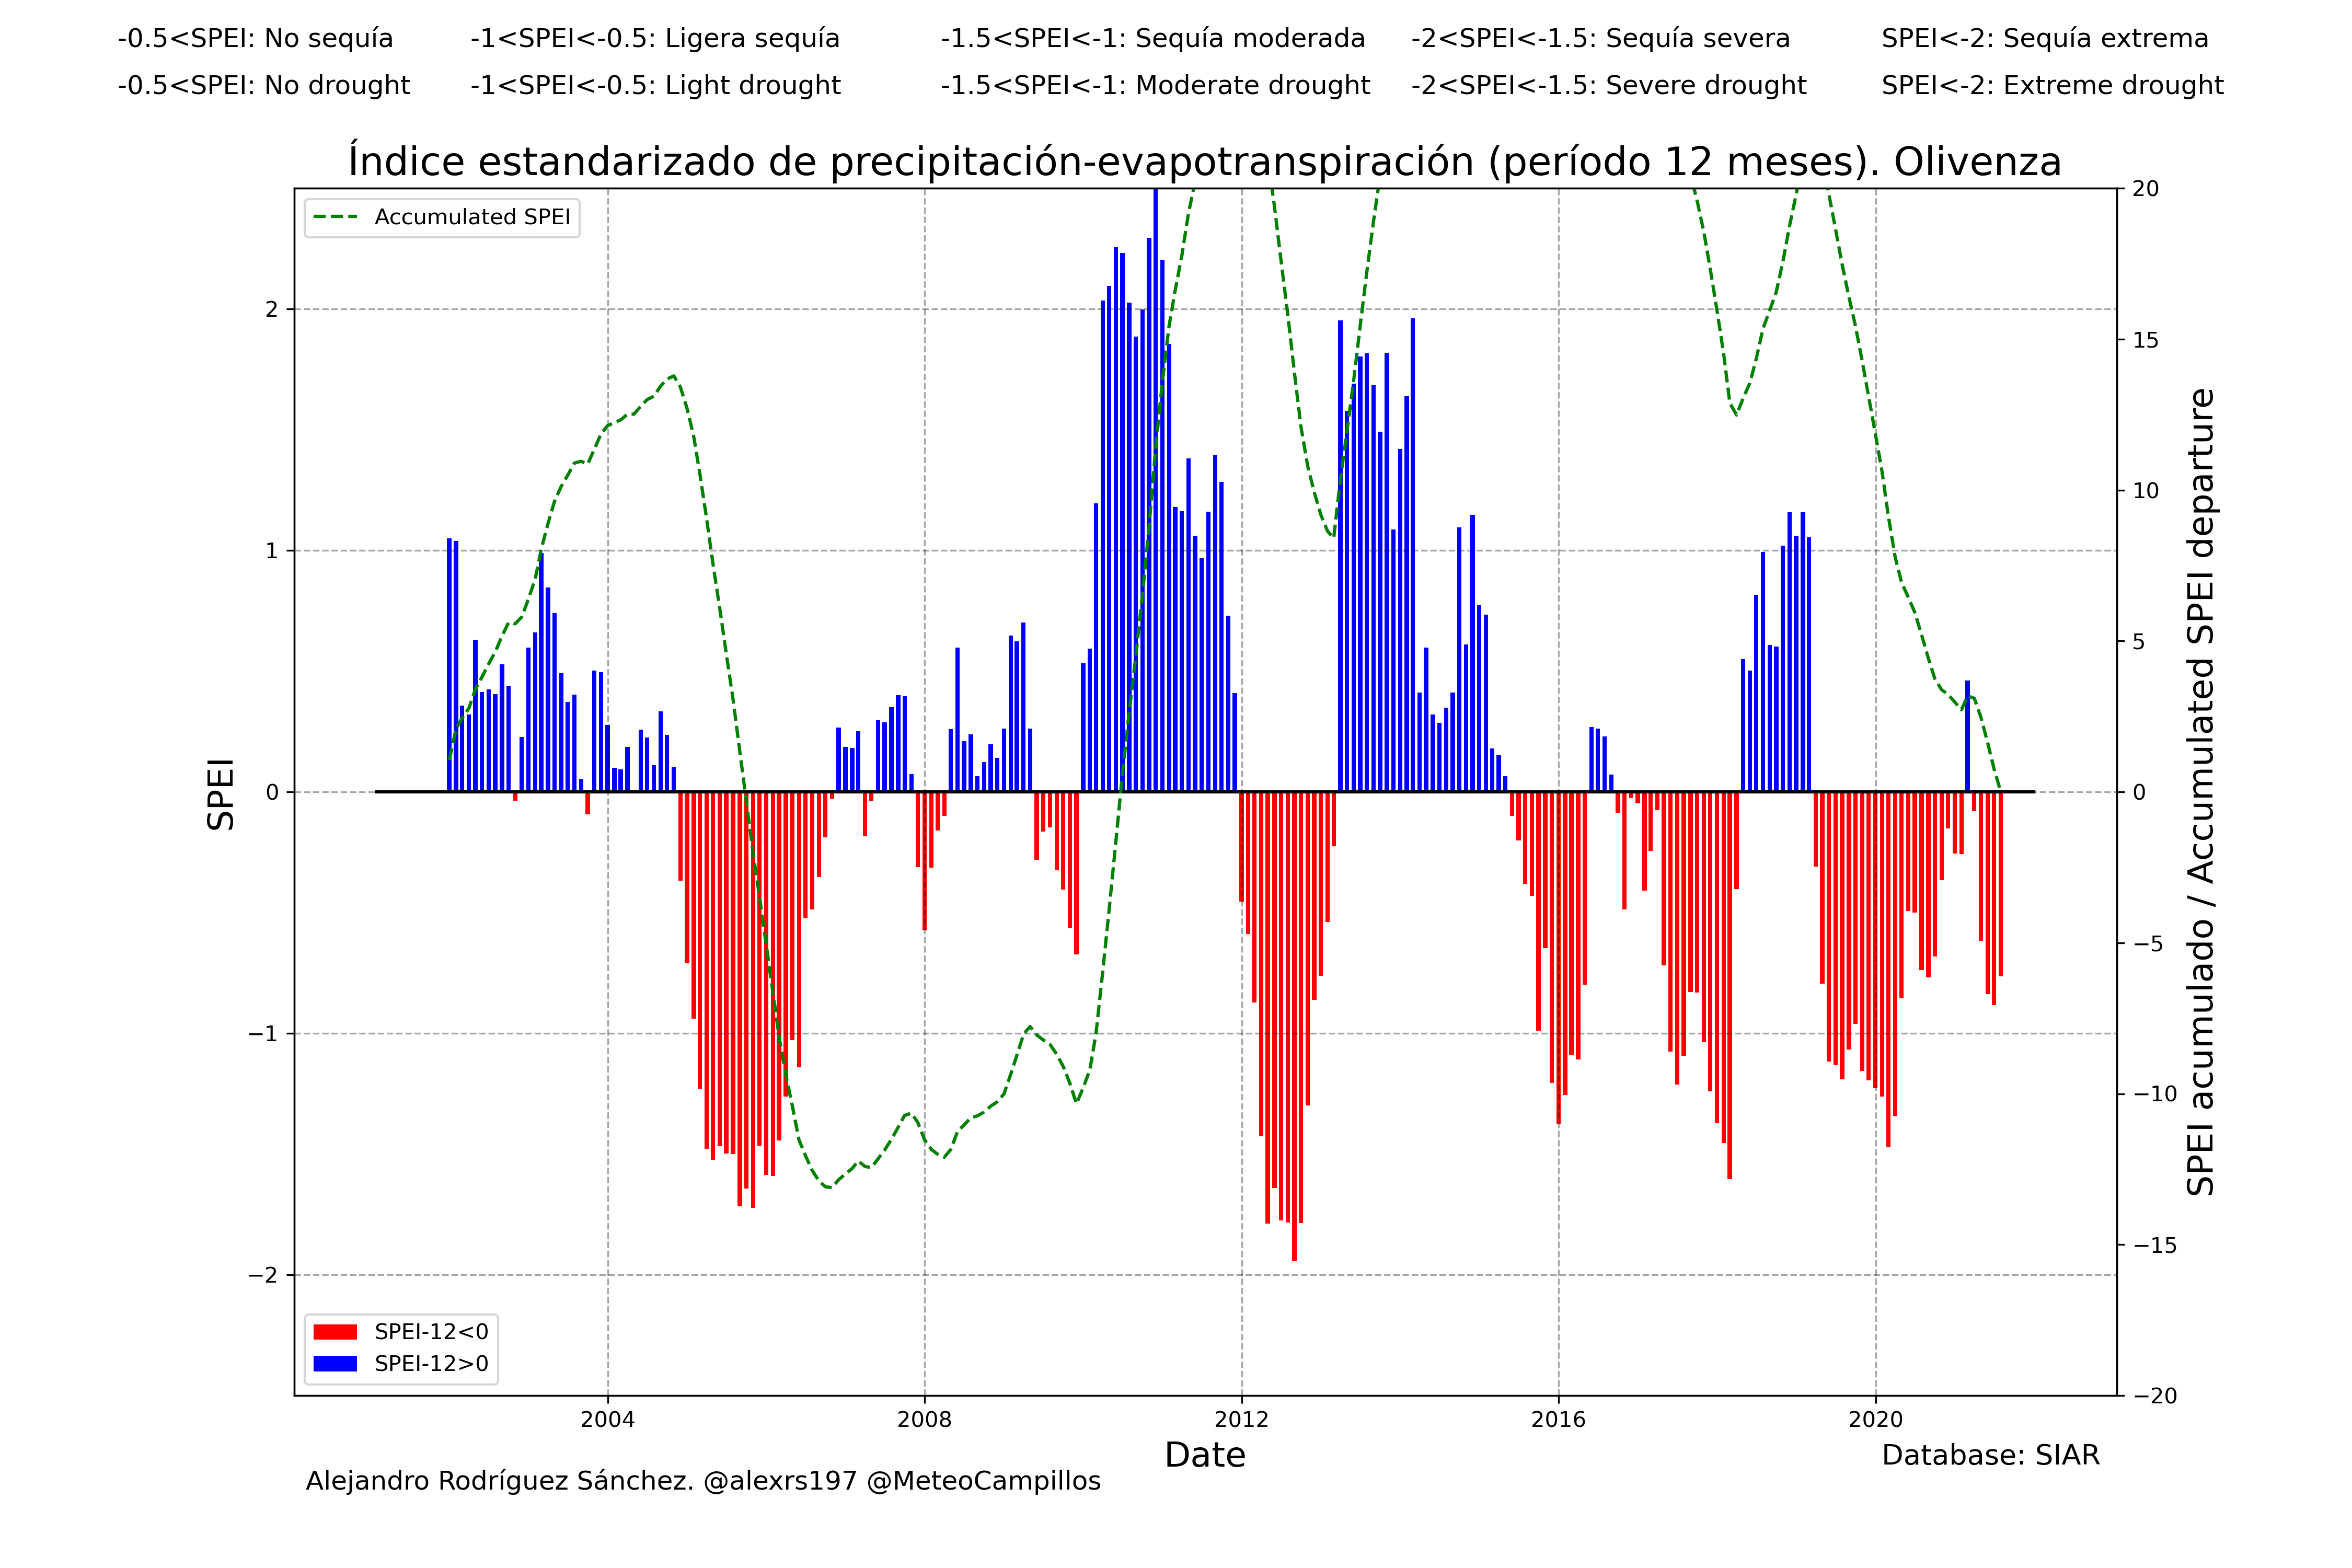 -0.5<SPEI: No sequía -1<SPEI<-0.5: Ligera sequía -1.5<SPEI<-1: Sequía moderada -2<SPEI<-1.5: Sequía severa SPEI<-2: Sequía extrema
-0.5<SPEI: No drought -1<SPEI<-0.5: Light drought -1.5<SPEI<-1: Moderate drought -2<SPEI<-1.5: Severe drought SPEI<-2: Extreme drought
Índice estandarizado de precipitación-evapotranspiración (período 12 meses). Olivenza
Accumulated SPEI
SPEI
2
1
0
−1
−2
20
15
10
5
0
−5
−10
−15
−20
SPEI acumulado / Accumulated SPEI departure
SPEI-12<0
SPEI-12>0
2004 2008 2012 2016 2020
Date
Database: SIAR
Alejandro Rodríguez Sánchez. @alexrs197 @MeteoCampillos